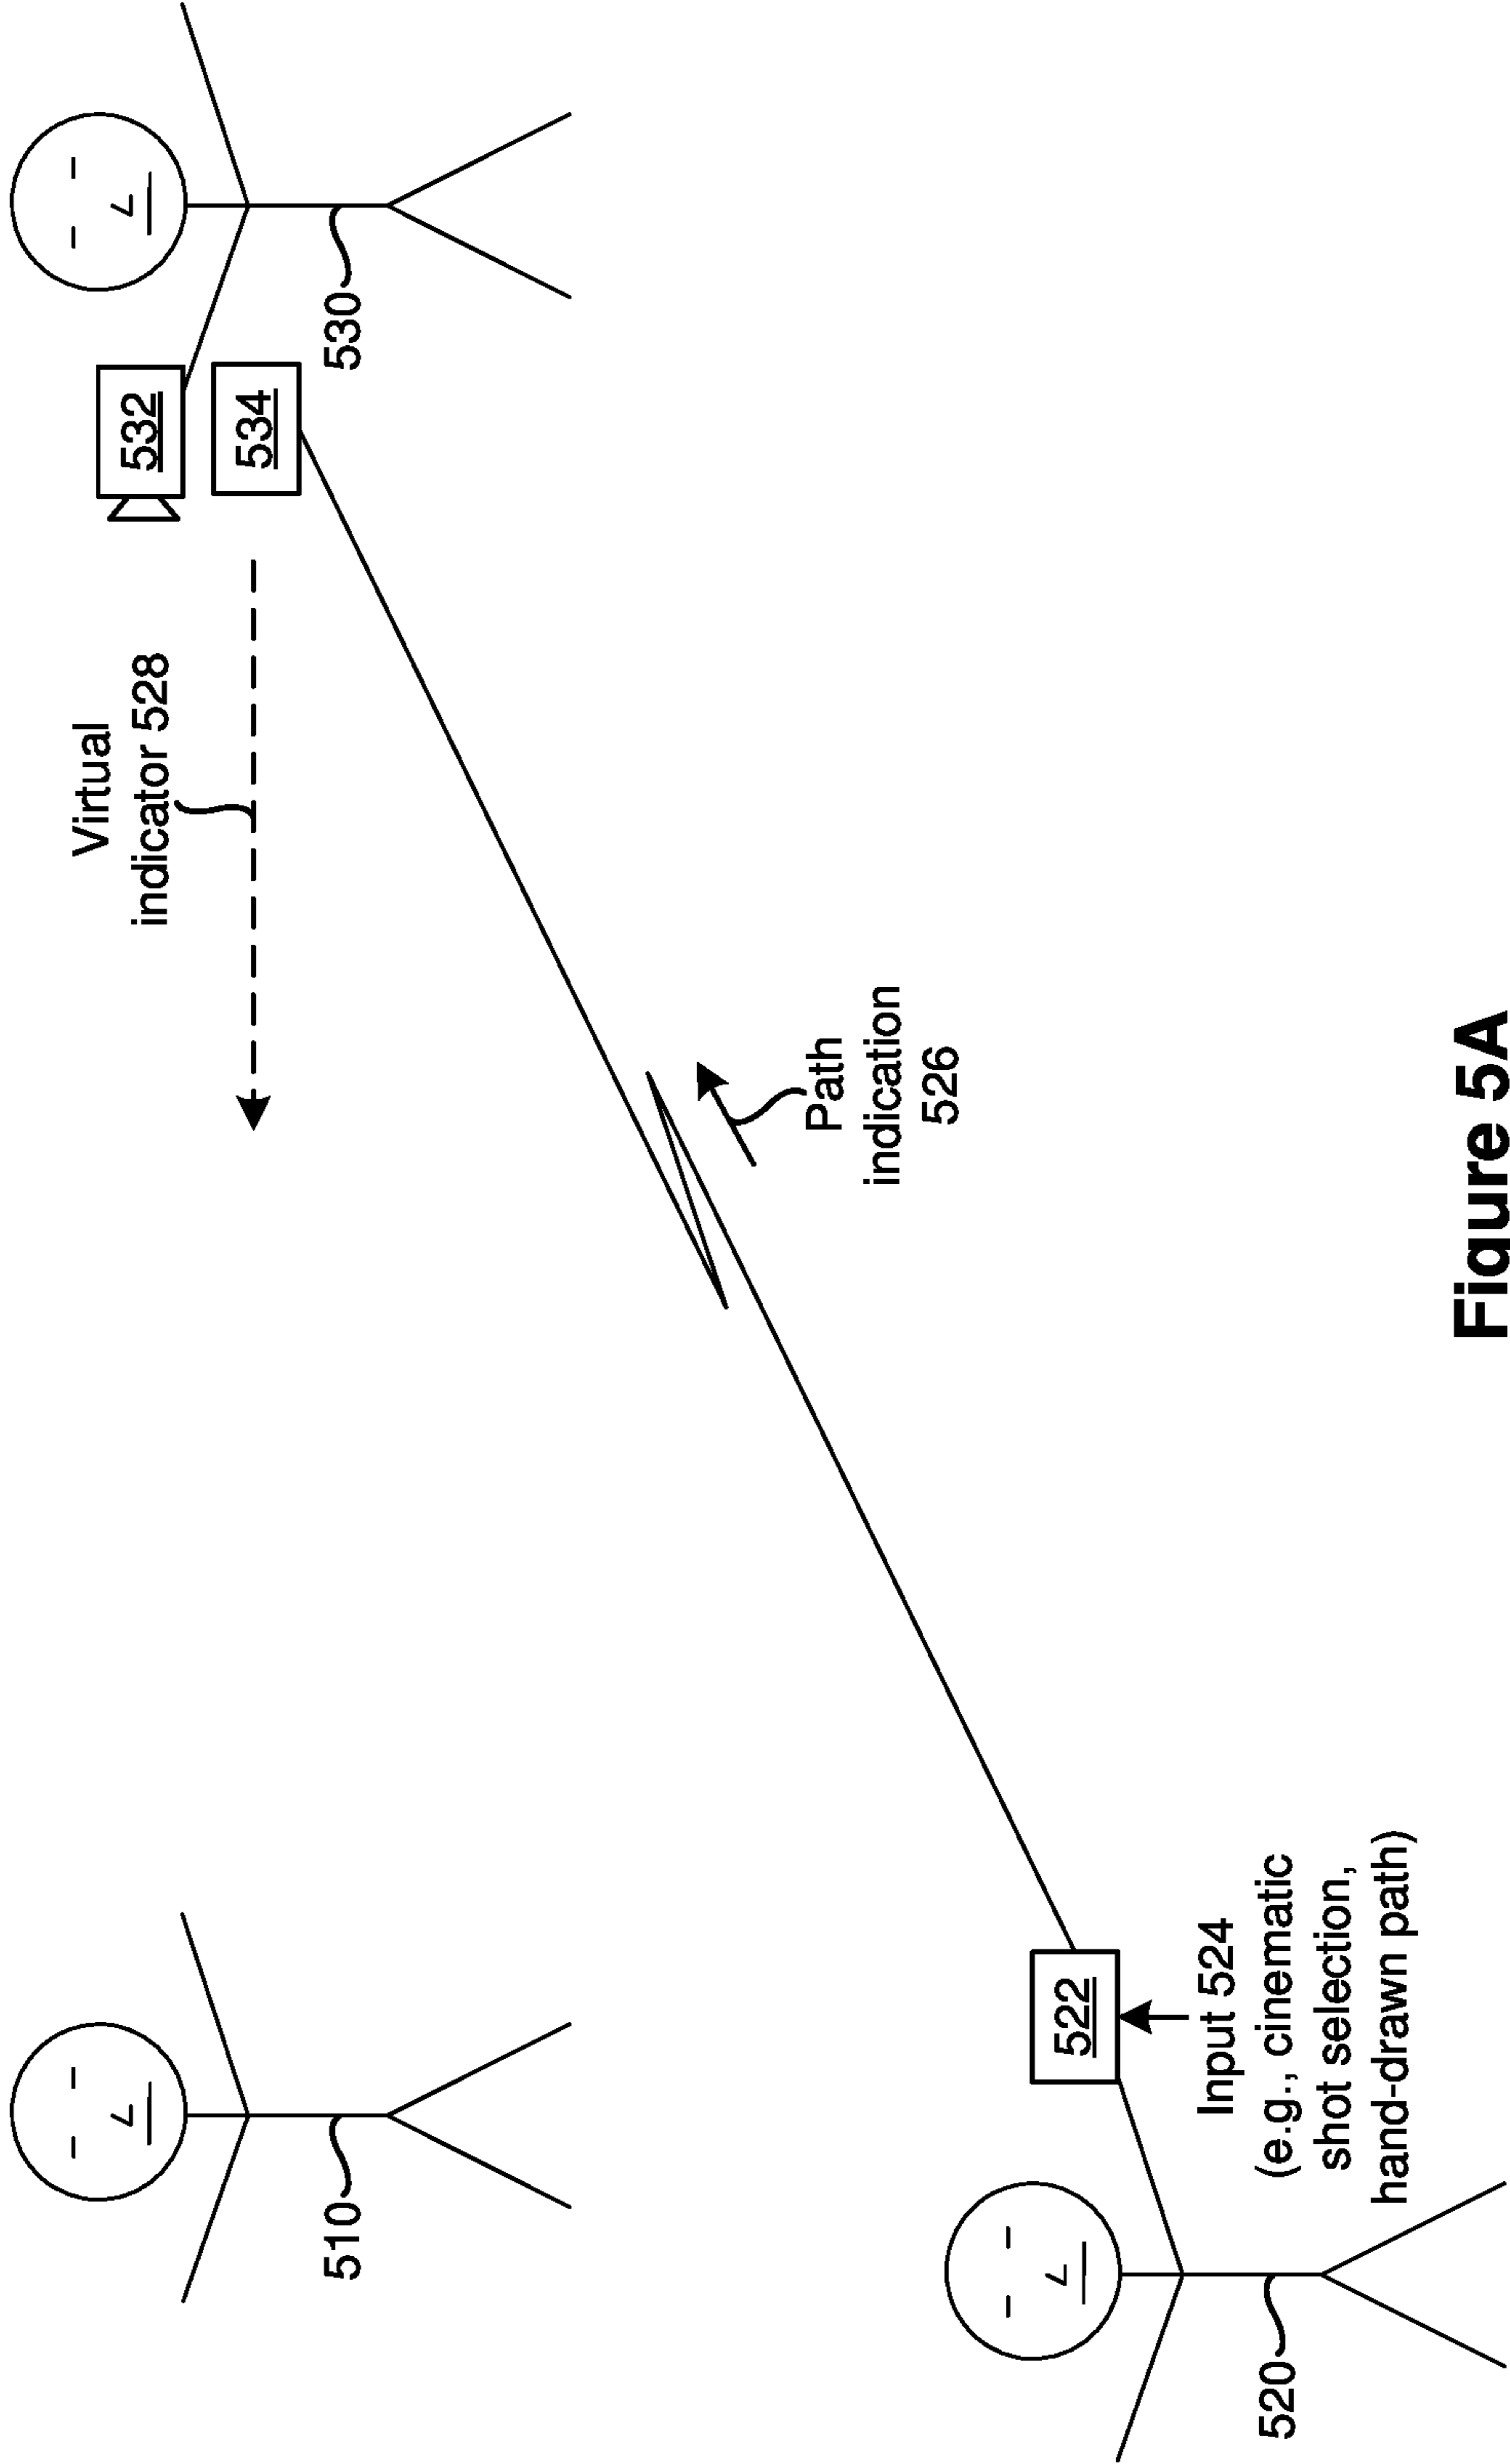 Virtual
indicator 528
532
534
530
510
Path
indication
526
522
Input 524
(e.g., cinematic
shot selection,
hand-drawn path)
520
Figure 5A